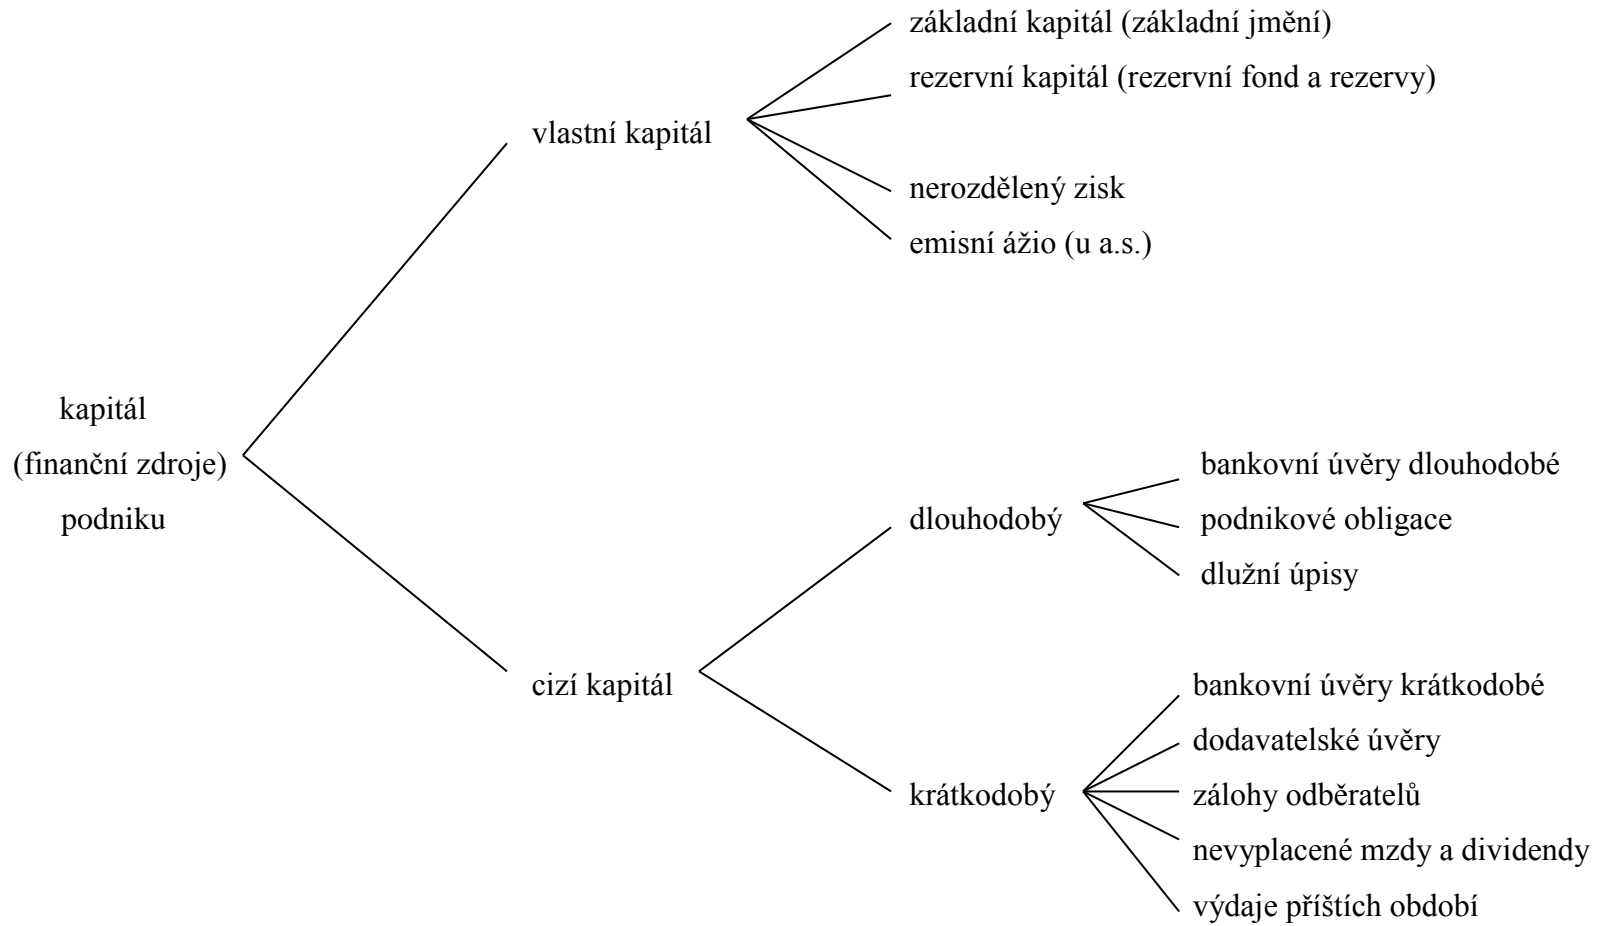 základní kapitál (základní jmění)
rezervní kapitál (rezervní fond a rezervy)
vlastní kapitál
nerozdělený zisk
emisní ážio (u a.s.)
kapitál
(finanční zdroje)
podniku
bankovní úvěry dlouhodobé
dlouhodobý
podnikové obligace
dlužní úpisy
cizí kapitál
bankovní úvěry krátkodobé
dodavatelské úvěry
krátkodobý
zálohy odběratelů
nevyplacené mzdy a dividendy
výdaje příštích období